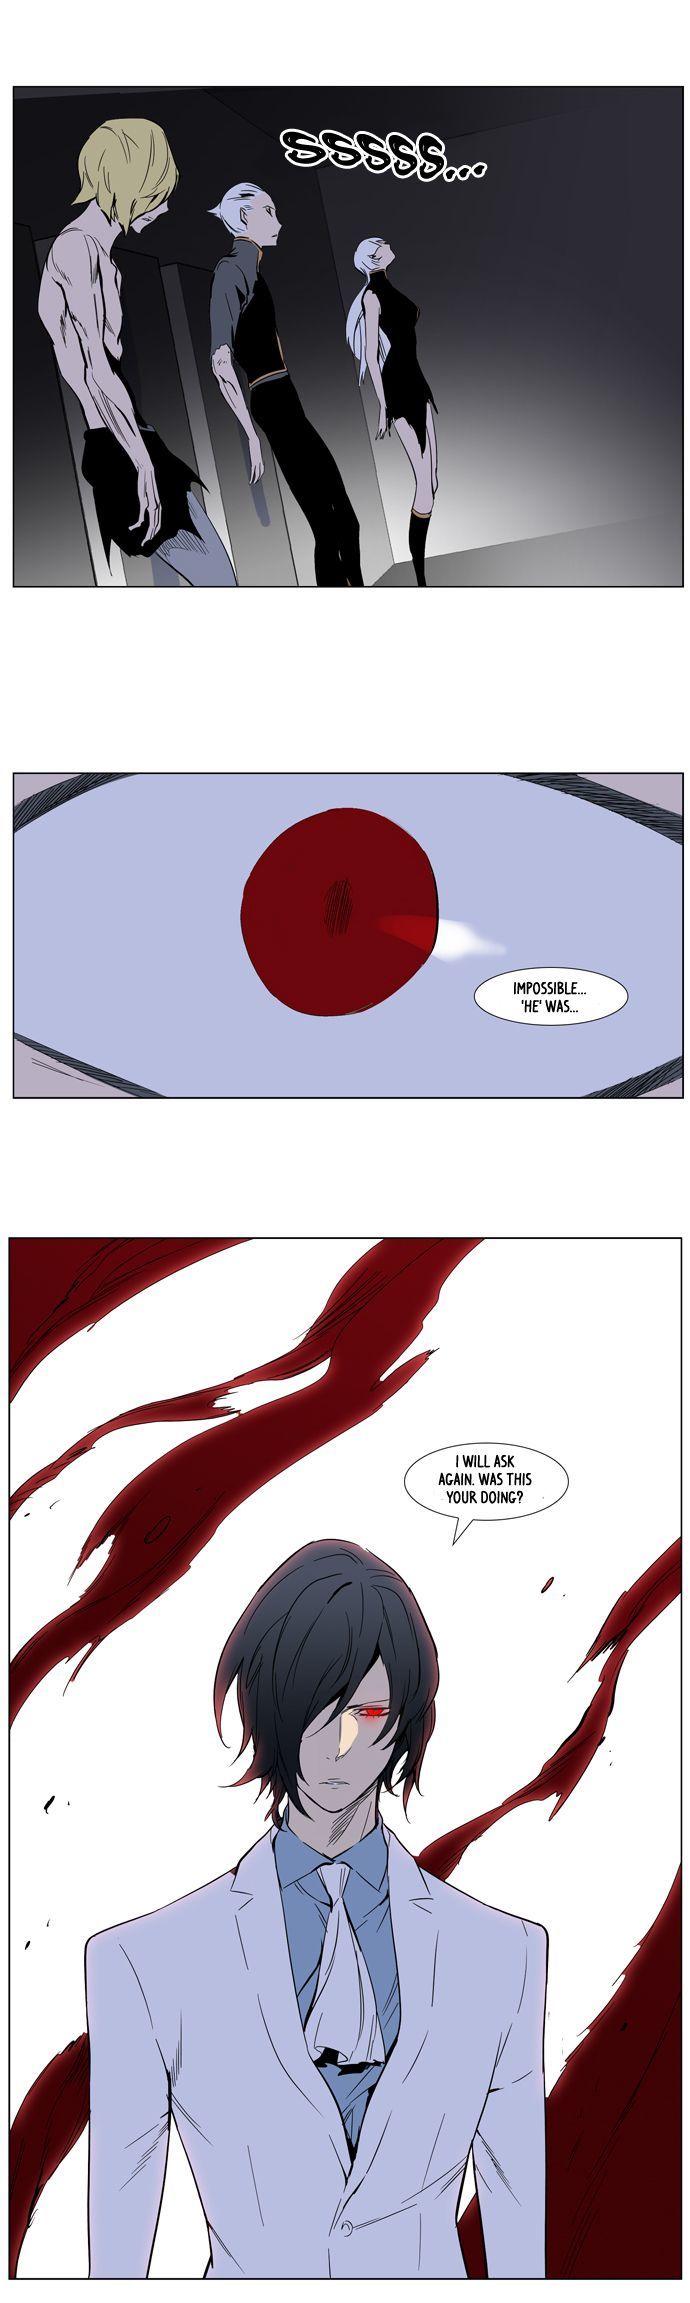 SSSSS...
IMPOSSIBLE...
'HE' WAS...
I WILL ASK
AGAIN. WAS THIS
YOUR DOING?